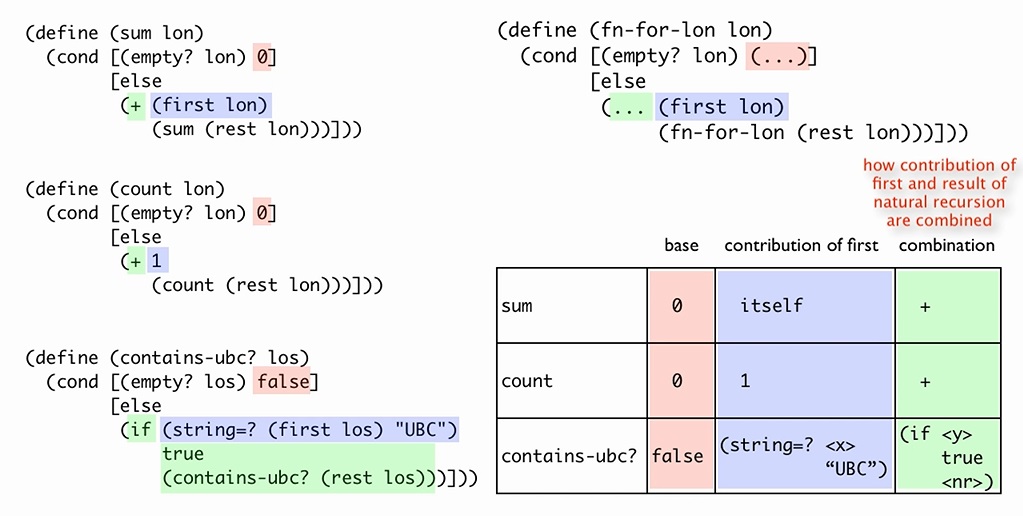 (define (sum lon)
(cond [(empty? lon) 0]
[else
(+ (first lon)
(sum (rest lon)))]))
(define (count lon)
(cond [(empty? lon) 0]
[else
(+ 1
(count (rest lon)))]))
(define (contains-ubc? los)
(cond [(empty? los) false]
[else
(if (string=? (first los) "UBC")
true
(contains-ubc? (rest los)))]))
(define (fn-for-lon lon)
(cond [(empty? lon) (...)]
[else
(... (first lon)
(fn-for-lon (rest lon)))]))
how contribution of
first and result of
natural recursion
are combined
base contribution of first combination
sum 0 itself +
count 0 1 +
contains-ubc? false (string=? <x> “UBC”) (if <y> true <nr>)